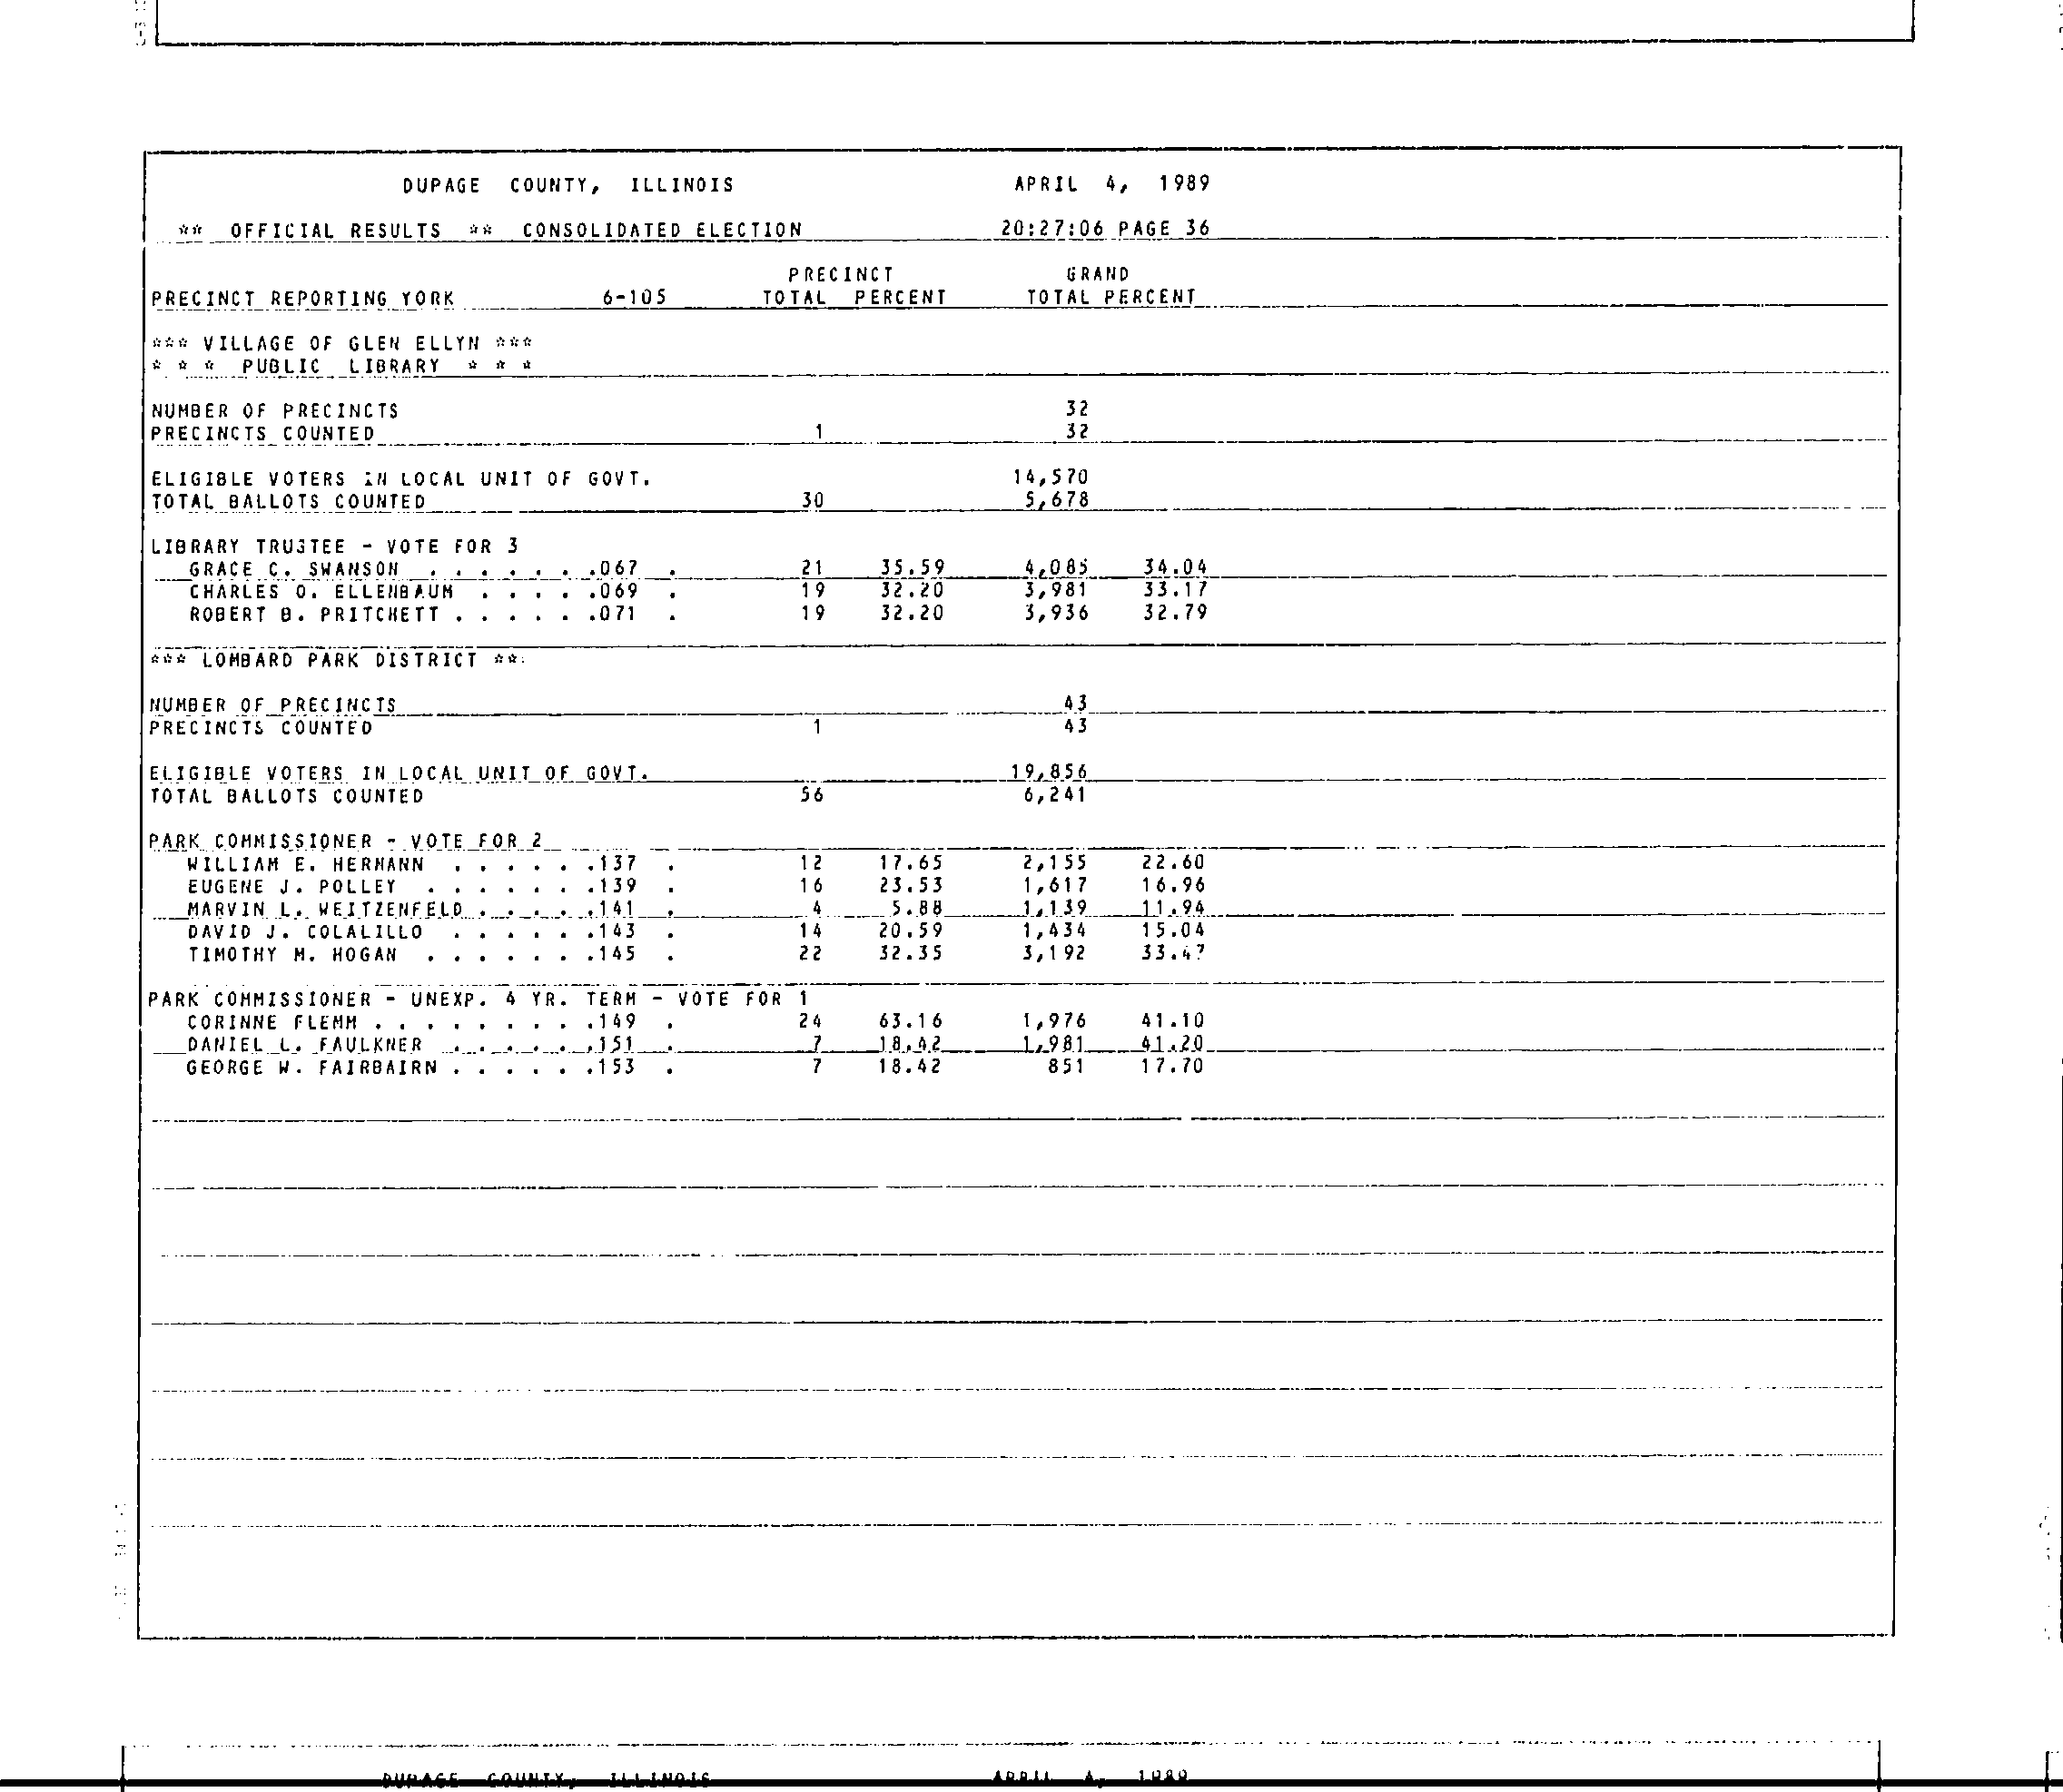 DUPAGE COUNTY, ILLINOIS APRIL 4, 1989
** OFFICIAL RESULTS ** CONSOLIDATED ELECTION 20:27:06 PAGE 36
PRECINCT GRAND
PRECINCT REPORTING YORK 6-105 TOTAL PERCENT TOTAL PERCENT
*** VILLAGE OF GLEN ELLYN ***
* * * PUBLIC LIBRARY * * *
NUMBER OF PRECINCTS 32
PRECINCTS COUNTED 1 32
ELIGIBLE VOTERS IN LOCAL UNIT OF GOVT. 14,570
TOTAL BALLOTS COUNTED 30 5,678
LIBRARY TRUSTEE - VOTE FOR 3
GRACE C. SWANSON . . . . . . .067 . 21 35.59 4,085 34.04
CHARLES O. ELLENBAUM . . . . .069 . 19 32.20 3,981 33.17
ROBERT B. PRITCHETT . . . . . .071 . 19 32.20 3,936 32.79
*** LOMBARD PARK DISTRICT **
NUMBER OF PRECINCTS 43
PRECINCTS COUNTED 1 43
ELIGIBLE VOTERS IN LOCAL UNIT OF GOVT. 19,856
TOTAL BALLOTS COUNTED 56 6,241
PARK COMMISSIONER - VOTE FOR 2
WILLIAM E. HERMANN . . . . . .137 . 12 17.65 2,155 22.60
EUGENE J. POLLEY . . . . . . .139 . 16 23.53 1,617 16.96
MARVIN L. WEITZENFELD . . . . .141 . 4 5.88 1,139 11.94
DAVID J. COLALILLO . . . . . .143 . 14 20.59 1,434 15.04
TIMOTHY M. HOGAN . . . . . . .145 . 22 32.35 3,192 33.47
PARK COMMISSIONER - UNEXP. 4 YR. TERM - VOTE FOR 1
CORINNE FLEMM . . . . . . . . .149 . 24 63.16 1,976 41.10
DANIEL L. FAULKNER . . . . . .151 . 7 18.42 1,981 41.20
GEORGE W. FAIRBAIRN . . . . . .153 . 7 18.42 851 17.70
DUPAGE COUNTY, ILLINOIS APRIL 4, 1989